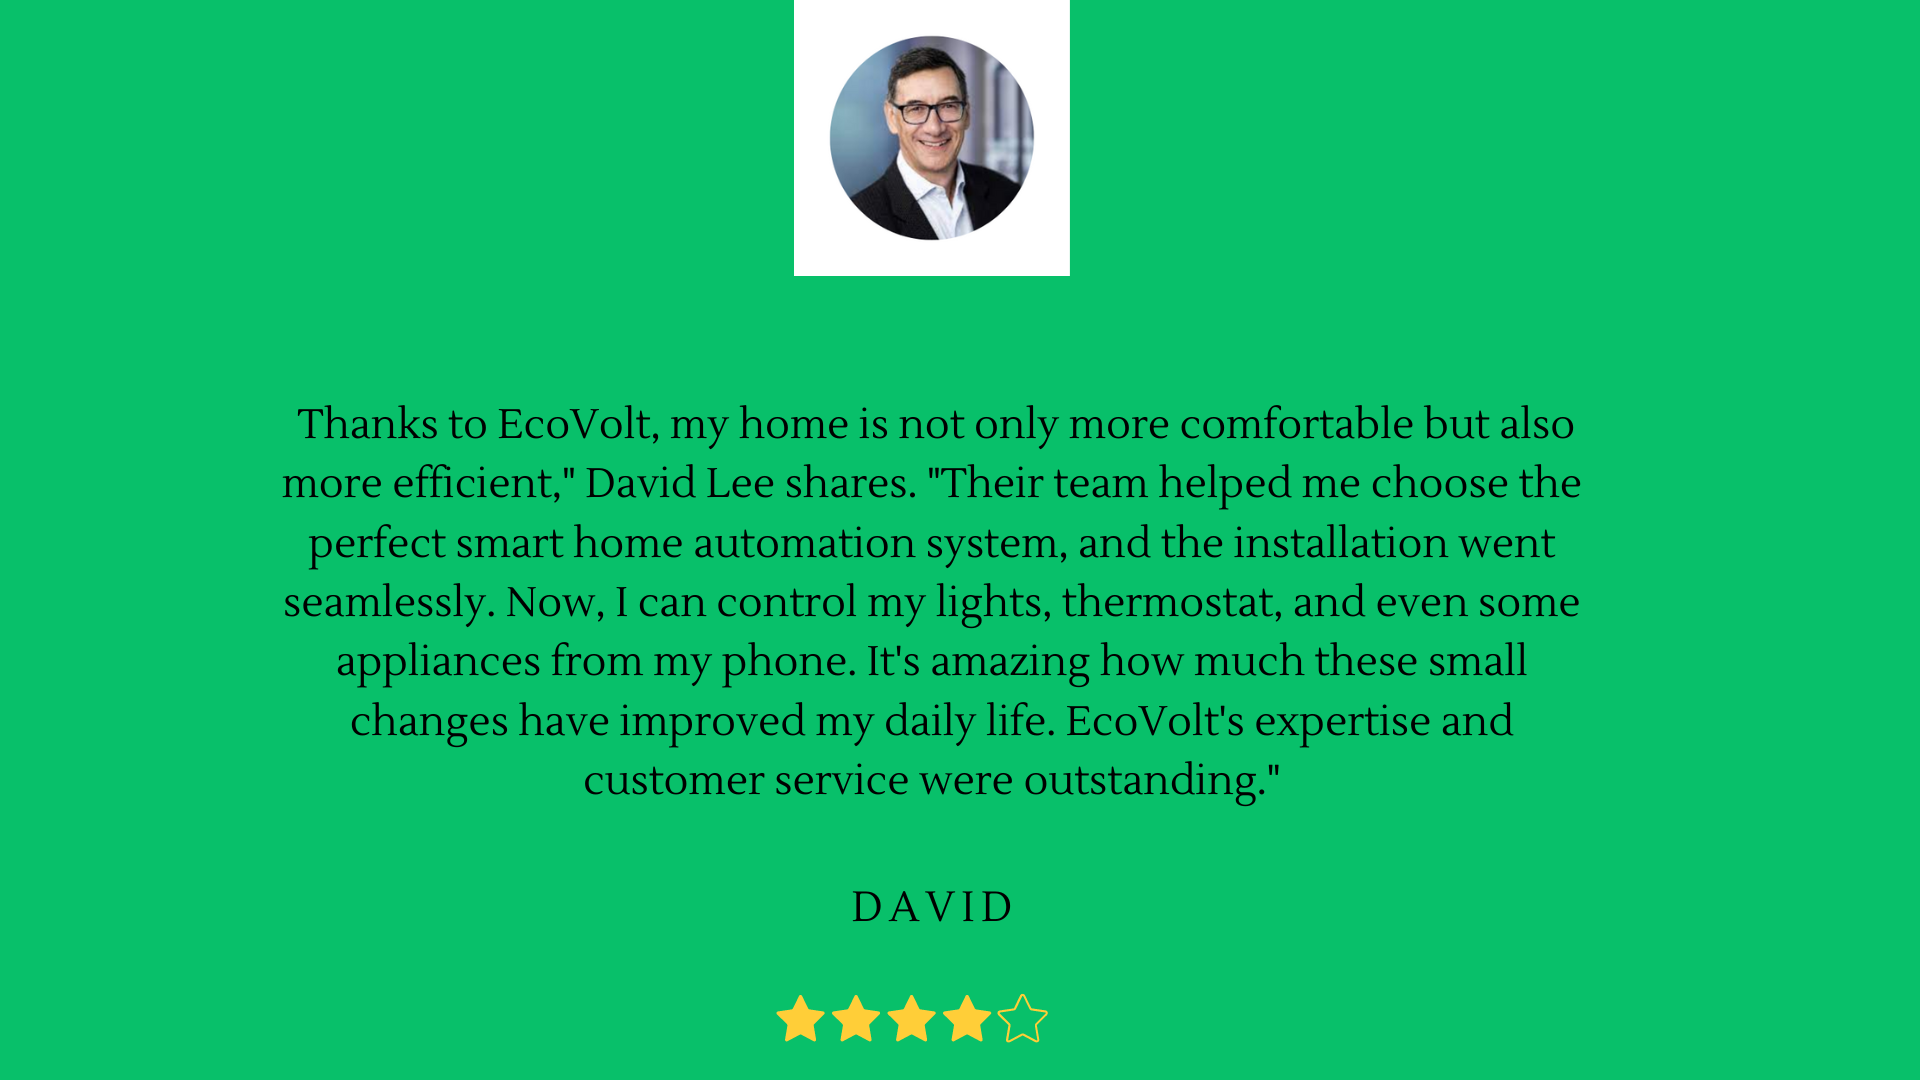 Thanks to EcoVolt, my home is not only more comfortable but also
more efficient," David Lee shares. "Their team helped me choose the
perfect smart home automation system, and the installation went
seamlessly. Now, I can control my lights, thermostat, and even some
appliances from my phone. It's amazing how much these small
changes have improved my daily life. EcoVolt's expertise and
customer service were outstanding."
DAVID